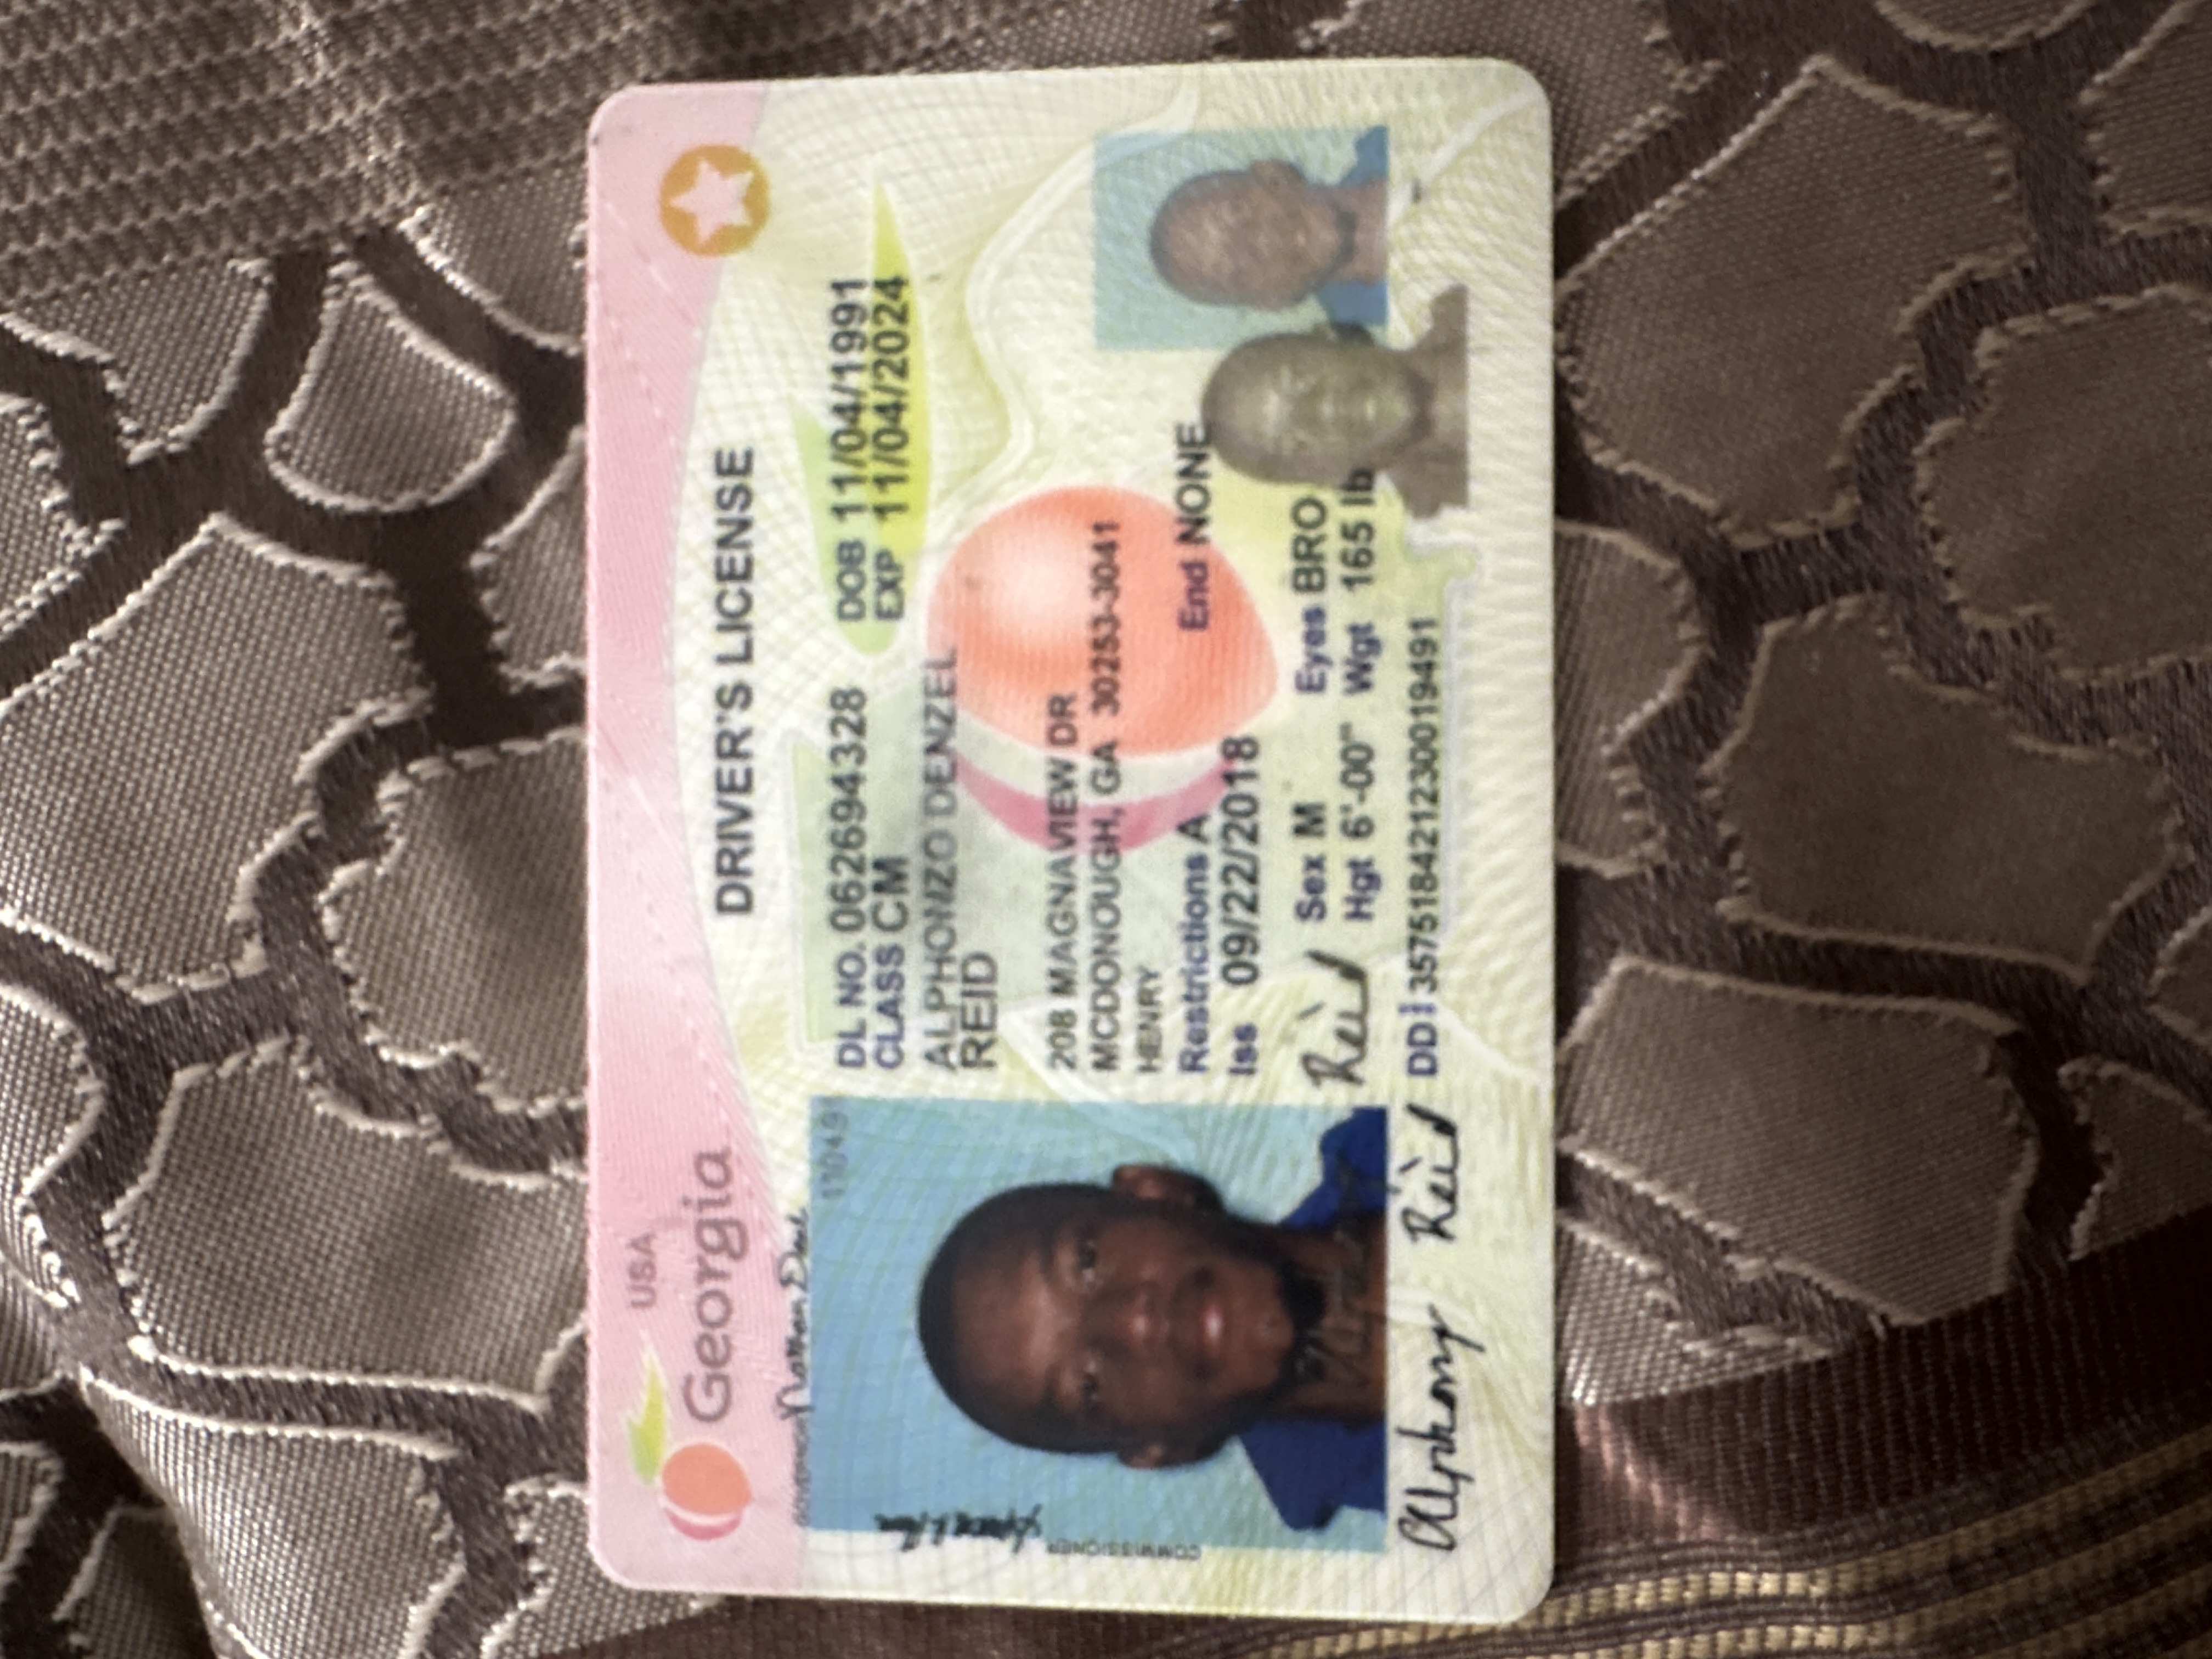 USA
Georgia
DRIVER'S LICENSE
GOVERNOR Nathan Deal
110491
DL NO. 062694328 DOB 11/04/1991
CLASS CM EXP 11/04/2024
ALPHONZO DENZEL
REID
208 MAGNAVIEW DR
MCDONOUGH, GA 30253-3041
HENRY
Restrictions A End NONE
Iss 09/22/2018
Sex M Eyes BRO
Hgt 6'-00" Wgt 165 lb
Reid
DD 357518421230019491
Reid
COMMISSIONER